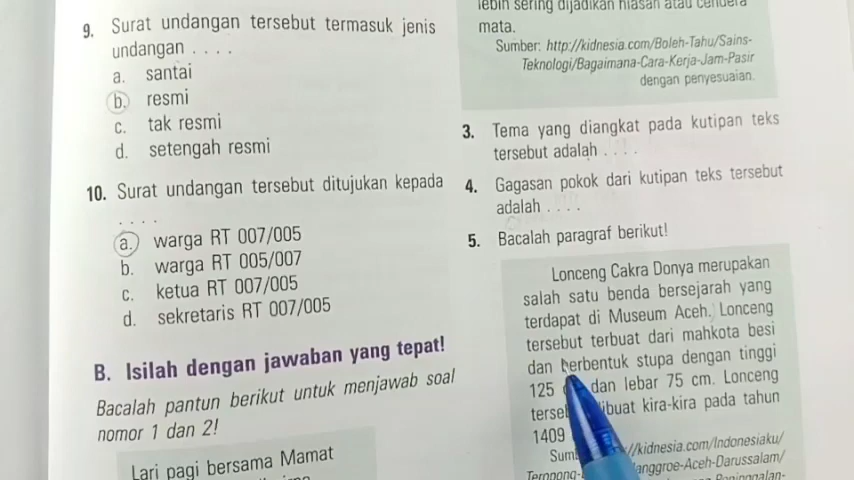 9. Surat undangan tersebut termasuk jenis
undangan . . . .
a. santai
b. resmi
c. tak resmi
d. setengah resmi
10. Surat undangan tersebut ditujukan kepada
. . . .
a. warga RT 007/005
b. warga RT 005/007
c. ketua RT 007/005
d. sekretaris RT 007/005
B. Isilah dengan jawaban yang tepat!
Bacalah pantun berikut untuk menjawab soal
nomor 1 dan 2!
Lari pagi bersama Mamat
lebih sering dijadikan hiasan atau cendera
mata.
Sumber: http://kidnesia.com/Boleh-Tahu/Sains-
Teknologi/Bagaimana-Cara-Kerja-Jam-Pasir
dengan penyesuaian.
3. Tema yang diangkat pada kutipan teks
tersebut adalah . . . .
4. Gagasan pokok dari kutipan teks tersebut
adalah . . . .
5. Bacalah paragraf berikut!
Lonceng Cakra Donya merupakan
salah satu benda bersejarah yang
terdapat di Museum Aceh. Lonceng
tersebut terbuat dari mahkota besi
dan berbentuk stupa dengan tinggi
125 dan lebar 75 cm. Lonceng
dibuat kira-kira pada tahun
1409
//kidnesia.com/Indonesiaku/
anggroe-Aceh-Darussalam/